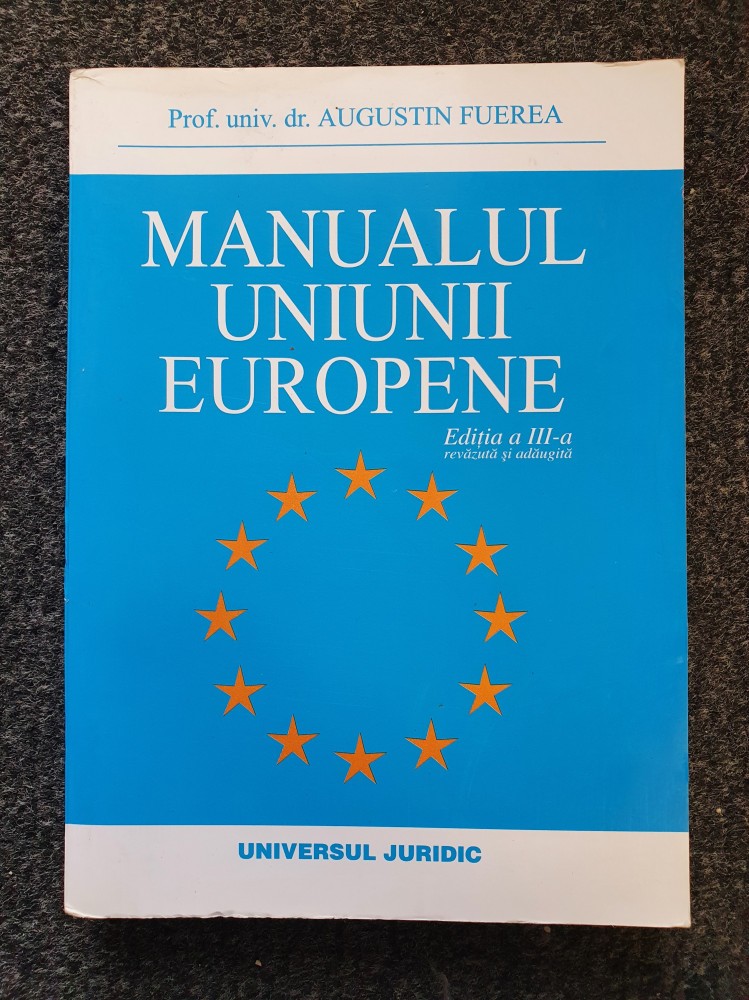 Prof. univ. dr. AUGUSTIN FUEREA
MANUALUL
UNIUNII
EUROPENE
Ediția a III-a
revăzută și adăugită
UNIVERSUL JURIDIC